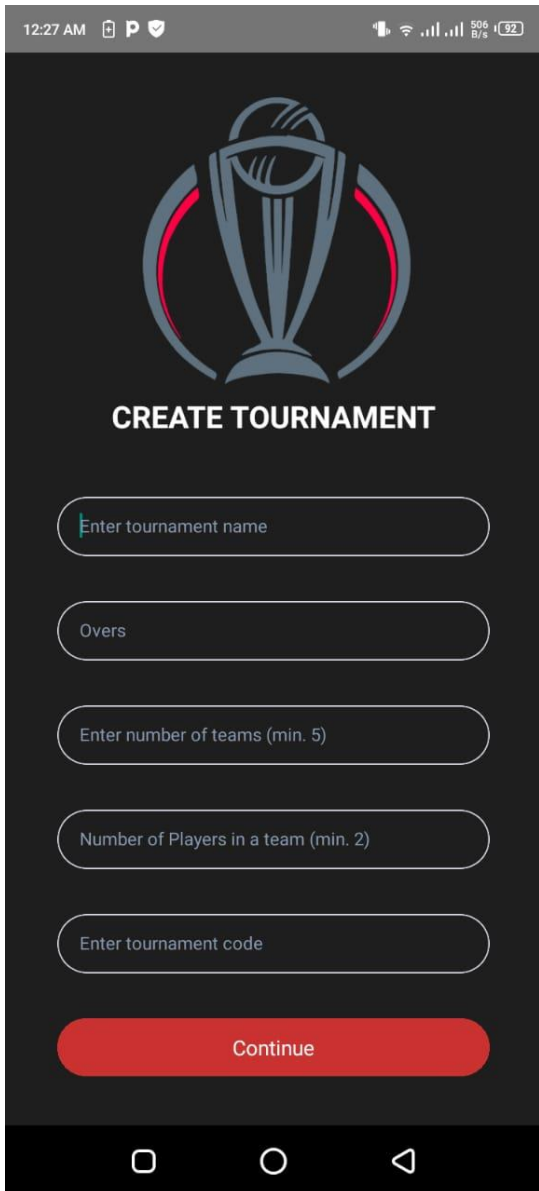 12:27 AM
506 B/s
92
CREATE TOURNAMENT
Enter tournament name
Overs
Enter number of teams (min. 5)
Number of Players in a team (min. 2)
Enter tournament code
Continue